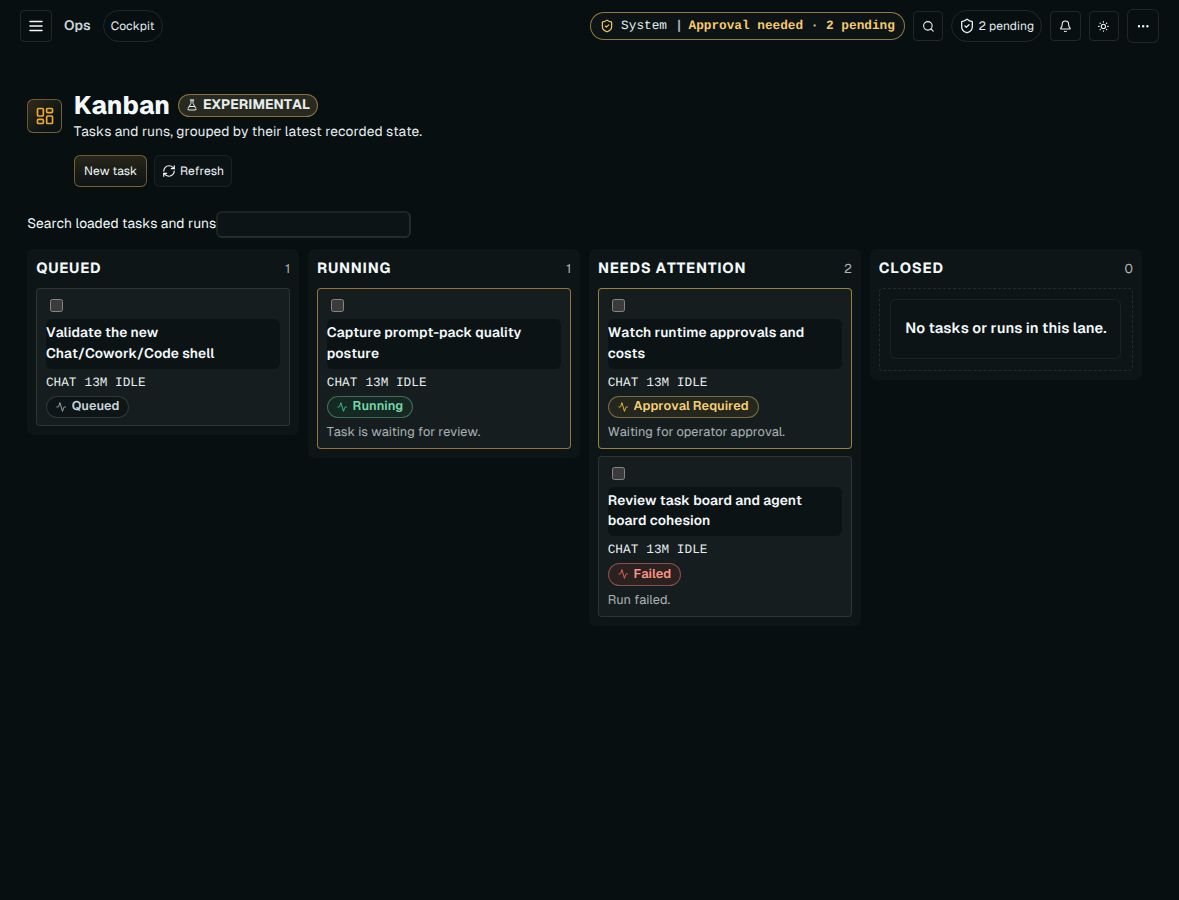 Ops Cockpit System | Approval needed · 2 pending 2 pending
Kanban EXPERIMENTAL
Tasks and runs, grouped by their latest recorded state.
New task Refresh
Search loaded tasks and runs
QUEUED 1
Validate the new
Chat/Cowork/Code shell
CHAT 13M IDLE
Queued
RUNNING 1
Capture prompt-pack quality
posture
CHAT 13M IDLE
Running
Task is waiting for review.
NEEDS ATTENTION 2
Watch runtime approvals and
costs
CHAT 13M IDLE
Approval Required
Waiting for operator approval.
Review task board and agent
board cohesion
CHAT 13M IDLE
Failed
Run failed.
CLOSED 0
No tasks or runs in this lane.